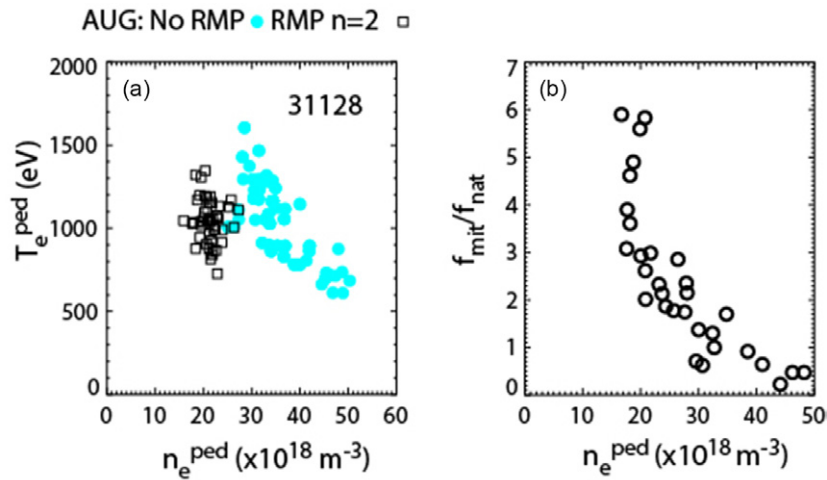 AUG: No RMP ● RMP n=2 □
(a)
31128
2000
1500
1000
500
0
T_e^ped (eV)
0 10 20 30 40 50 60
n_e^ped (x10^18 m^-3)
(b)
7
6
5
4
3
2
1
0
f_mit/f_nat
0 10 20 30 40 50
n_e^ped (x10^18 m^-3)